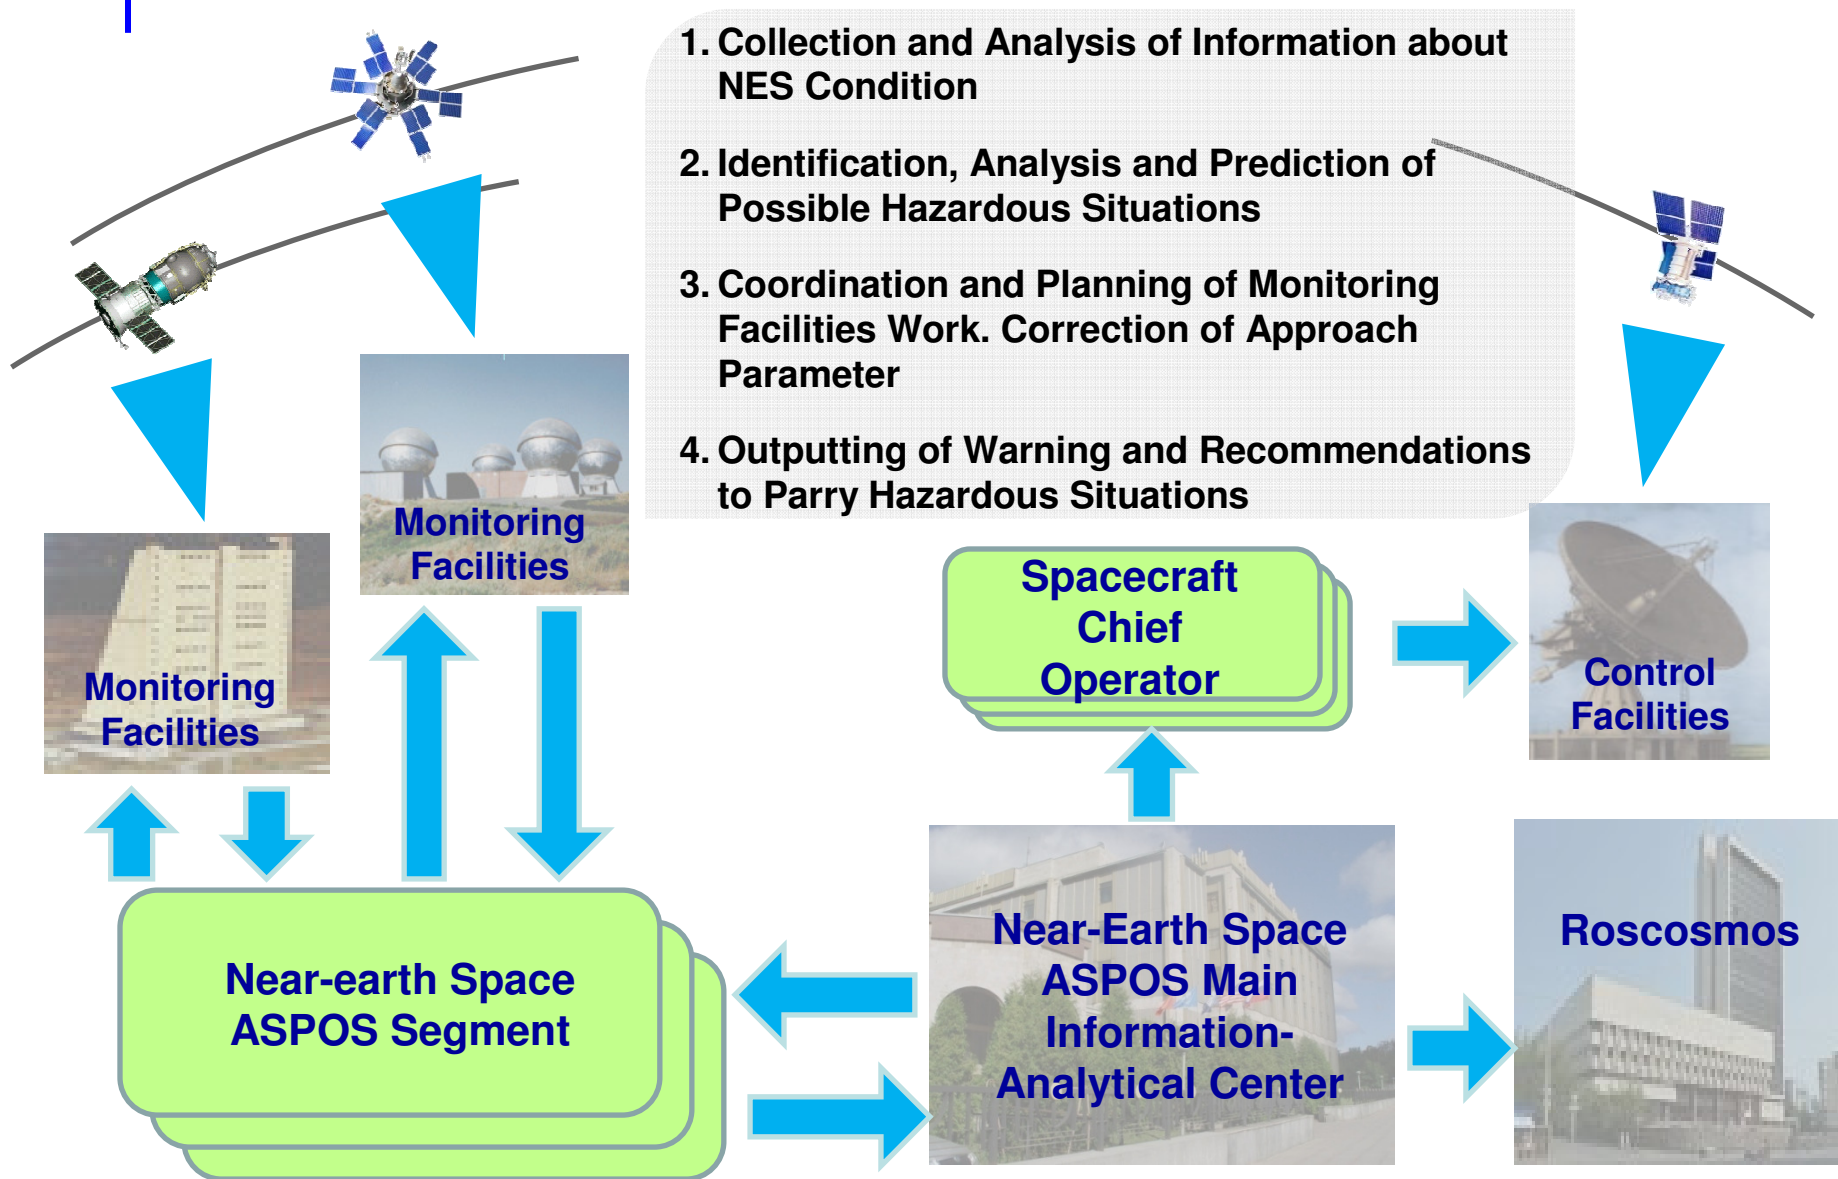 1. Collection and Analysis of Information about
NES Condition
2. Identification, Analysis and Prediction of
Possible Hazardous Situations
3. Coordination and Planning of Monitoring
Facilities Work. Correction of Approach
Parameter
4. Outputting of Warning and Recommendations
to Parry Hazardous Situations
Monitoring
Facilities
Monitoring
Facilities
Spacecraft
Chief
Operator
Control
Facilities
Near-earth Space
ASPOS Segment
Near-Earth Space
ASPOS Main
Information-
Analytical Center
Roscosmos